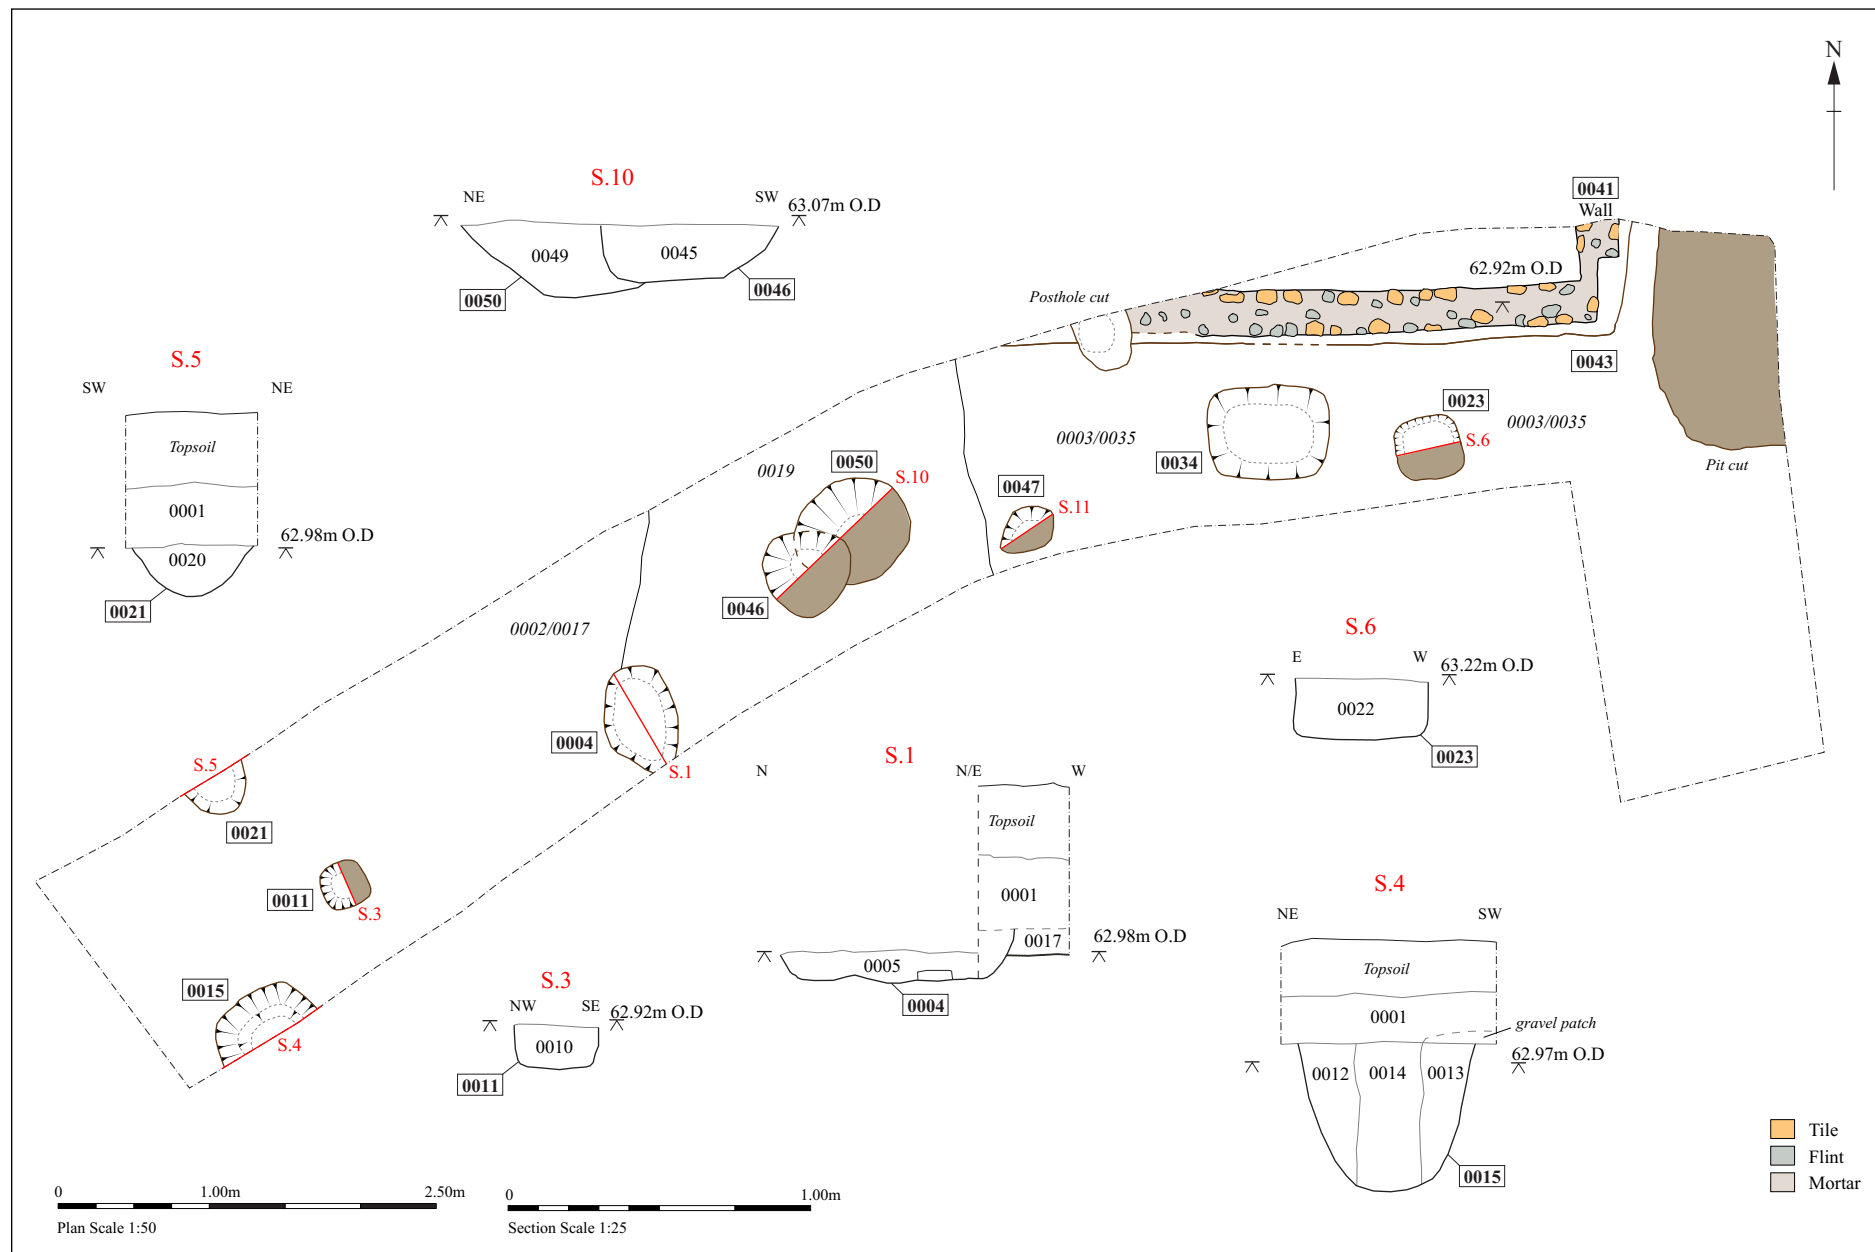 N
S.10
NE
SW
63.07m O.D
0049
0045
0050
0046
0041
Wall
62.92m O.D
Posthole cut
0043
S.5
SW
NE
Topsoil
0001
62.98m O.D
0020
0021
0019
0050
S.10
0046
0047
S.11
0003/0035
0034
0023
S.6
0003/0035
Pit cut
0002/0017
0004
S.1
S.5
0021
0011
S.3
0015
S.4
S.6
E
W
63.22m O.D
0022
0023
S.1
N
N/E
W
Topsoil
0001
0017
62.98m O.D
0005
0004
S.3
NW
SE
62.92m O.D
0010
0011
S.4
NE
SW
Topsoil
0001
gravel patch
62.97m O.D
0012
0014
0013
0015
Tile
Flint
Mortar
0
1.00m
2.50m
Plan Scale 1:50
0
1.00m
Section Scale 1:25